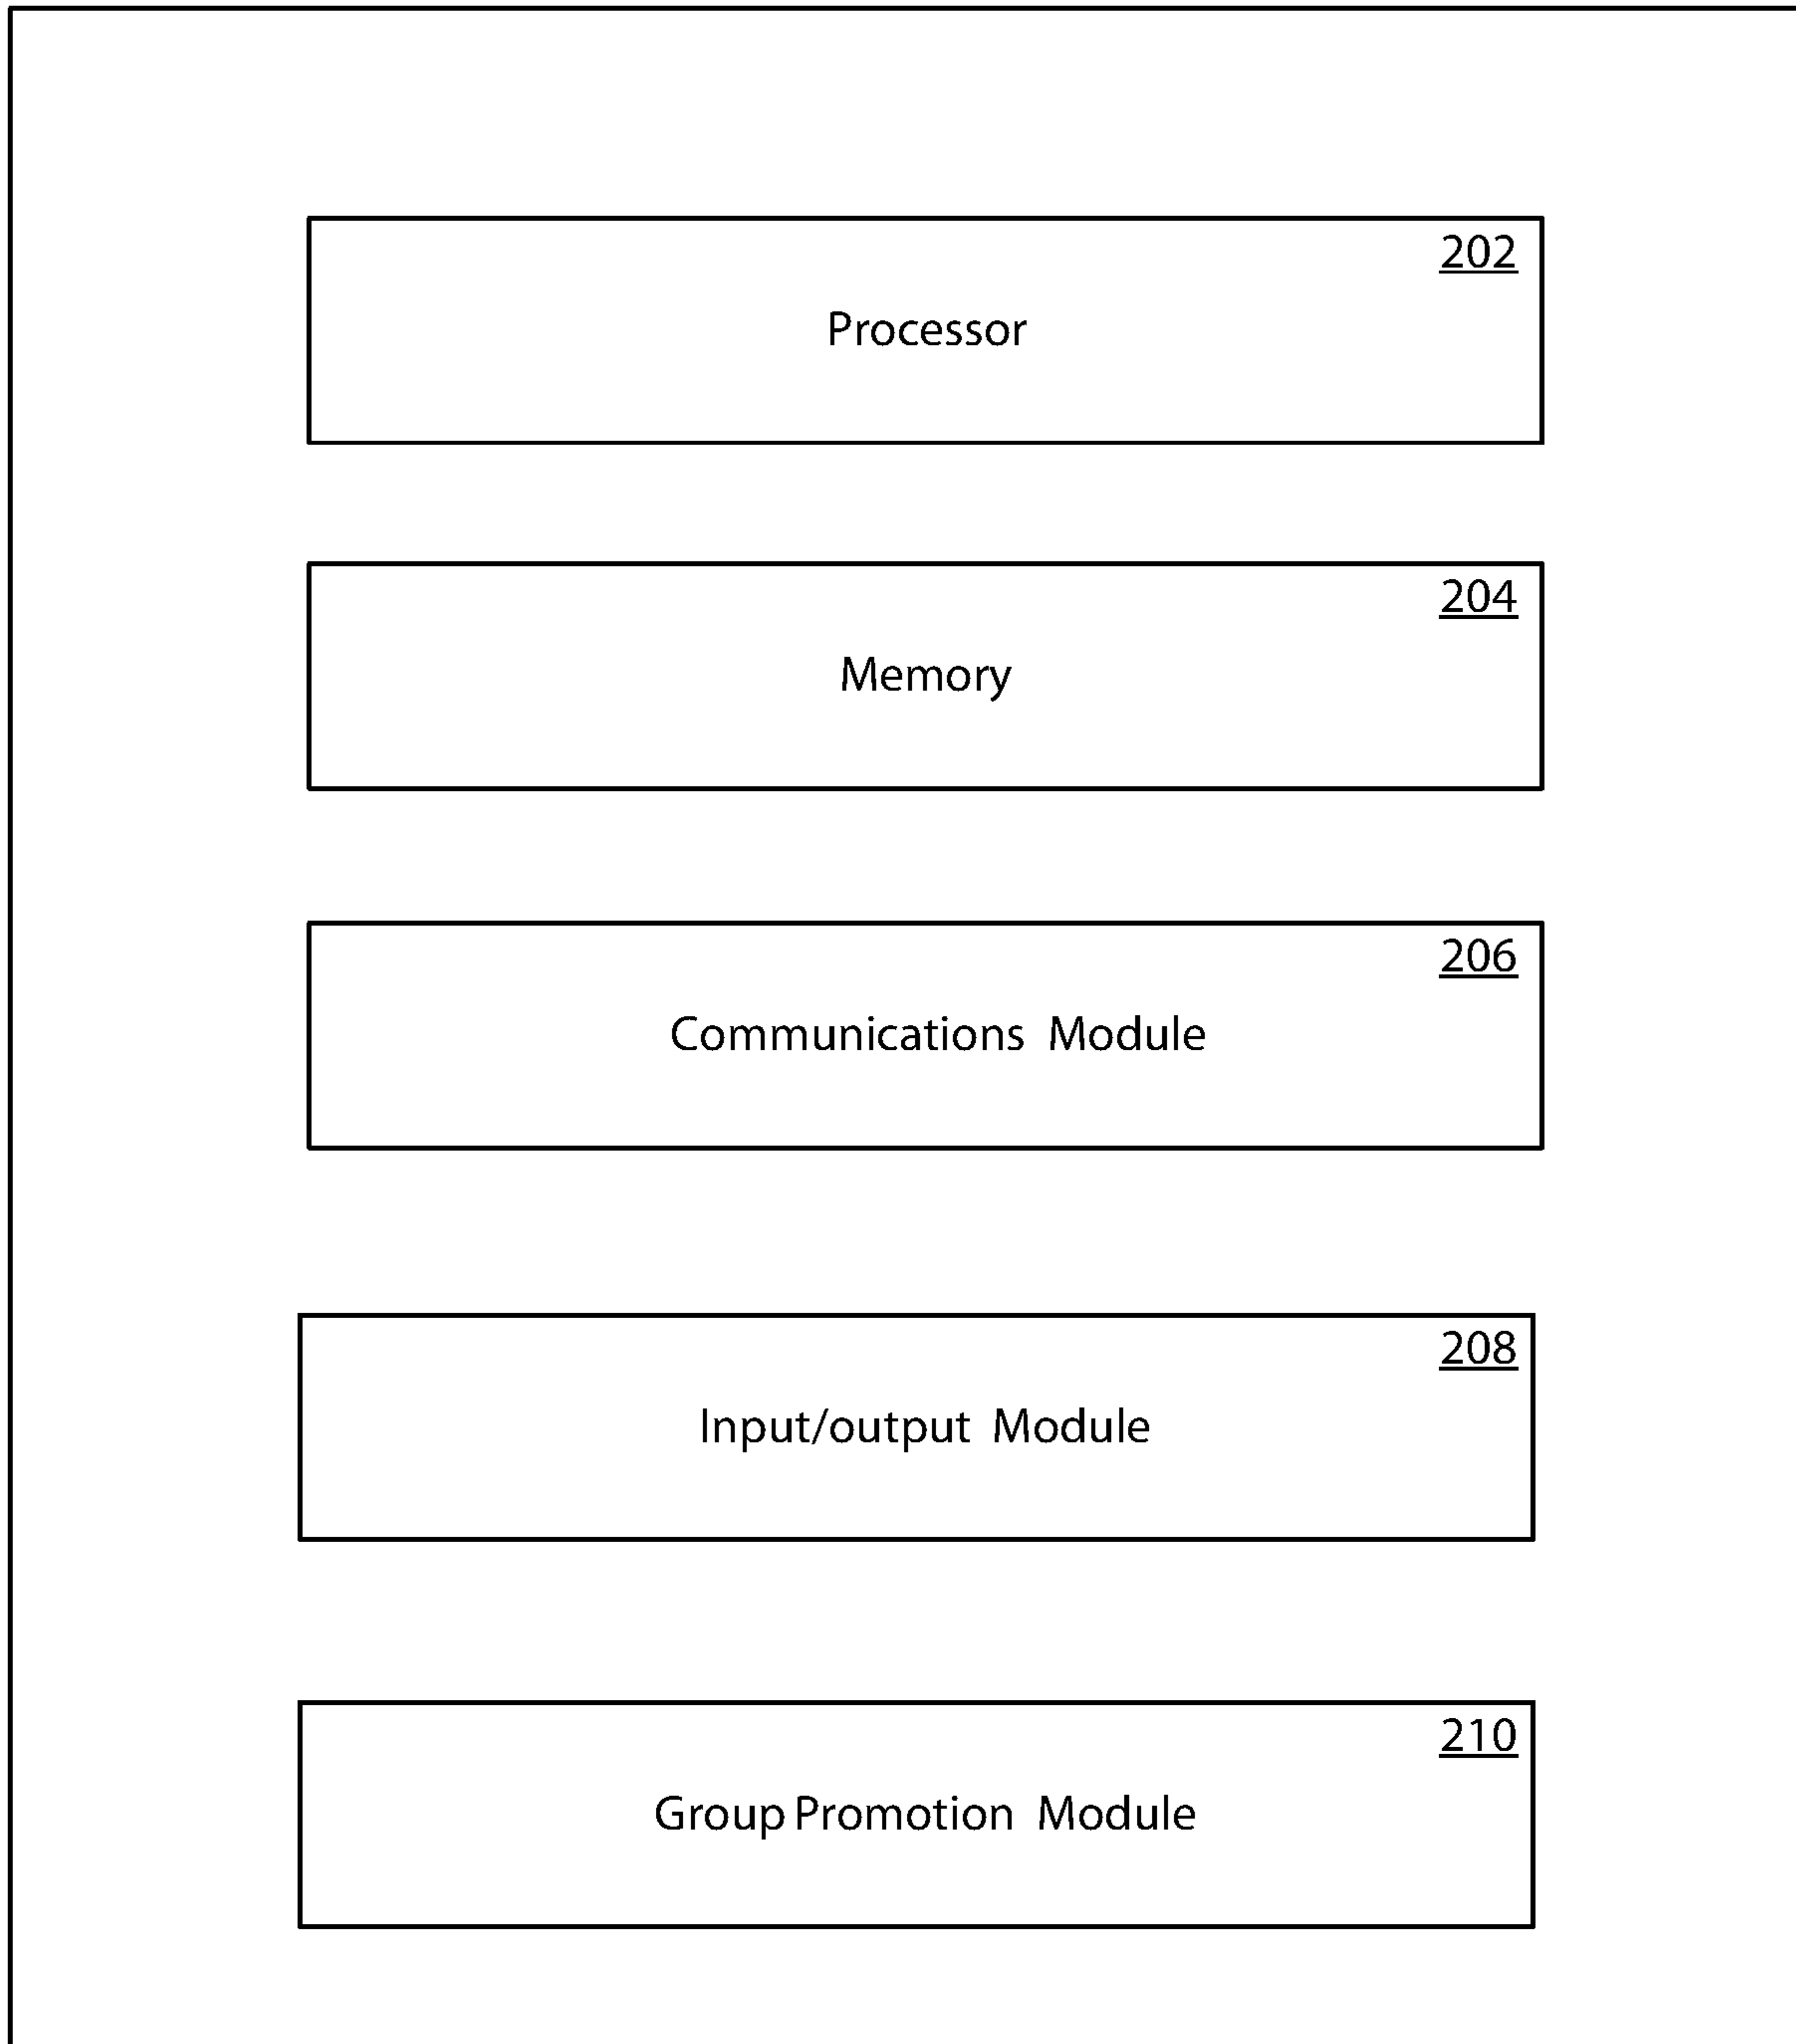 202
Processor
204
Memory
206
Communications Module
208
Input/output Module
210
Group Promotion Module